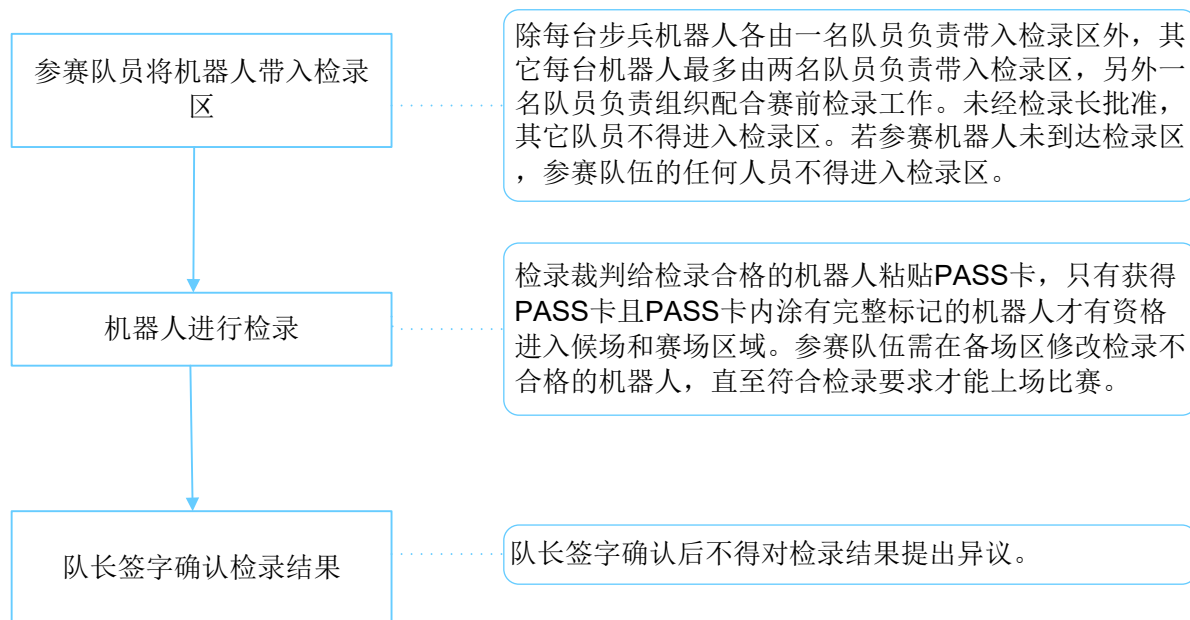 参赛队员将机器人带入检录
区
除每台步兵机器人各由一名队员负责带入检录区外，其
它每台机器人最多由两名队员负责带入检录区，另外一
名队员负责组织配合赛前检录工作。未经检录长批准，
其它队员不得进入检录区。若参赛机器人未到达检录区
，参赛队伍的任何人员不得进入检录区。
机器人进行检录
检录裁判给检录合格的机器人粘贴PASS卡，只有获得
PASS卡且PASS卡内涂有完整标记的机器人才有资格
进入候场和赛场区域。参赛队伍需在备场区修改检录不
合格的机器人，直至符合检录要求才能上场比赛。
队长签字确认检录结果
队长签字确认后不得对检录结果提出异议。